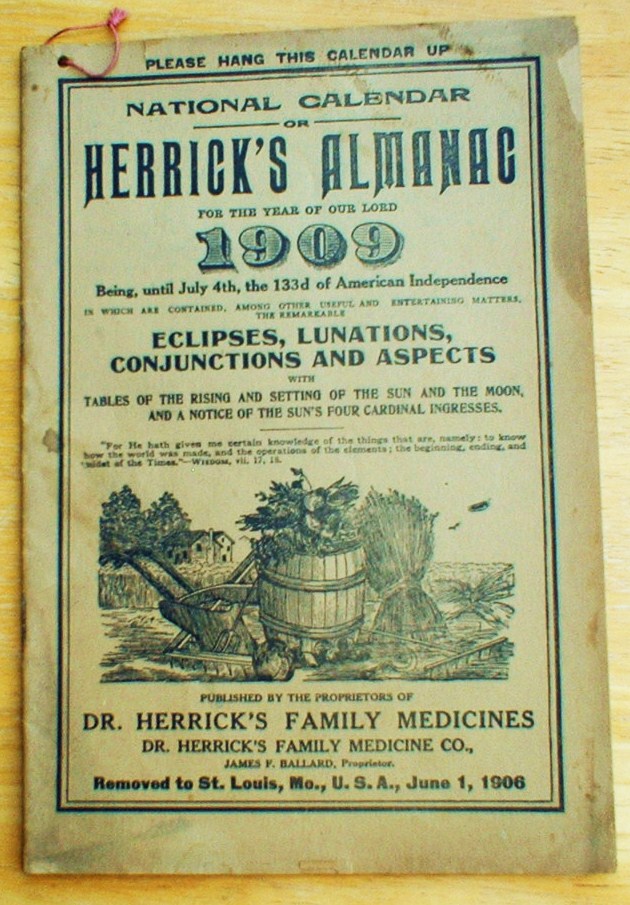 PLEASE HANG THIS CALENDAR UP
NATIONAL CALENDAR
OR
HERRICK'S ALMANAC
FOR THE YEAR OF OUR LORD
1909
Being, until July 4th, the 133d of American Independence
IN WHICH ARE CONTAINED, AMONG OTHER USEFUL AND ENTERTAINING MATTERS,
THE REMARKABLE
ECLIPSES, LUNATIONS,
CONJUNCTIONS AND ASPECTS
WITH
TABLES OF THE RISING AND SETTING OF THE SUN AND THE MOON,
AND A NOTICE OF THE SUN'S FOUR CARDINAL INGRESSES.
"For He hath given me certain knowledge of the things that are, namely: to know
how the world was made, and the operations of the elements; the beginning, ending, and
midst of the Times."—WISDOM, vii. 17, 18.
PUBLISHED BY THE PROPRIETORS OF
DR. HERRICK'S FAMILY MEDICINES
DR. HERRICK'S FAMILY MEDICINE CO.,
JAMES F. BALLARD, Proprietor.
Removed to St. Louis, Mo., U. S. A., June 1, 1906